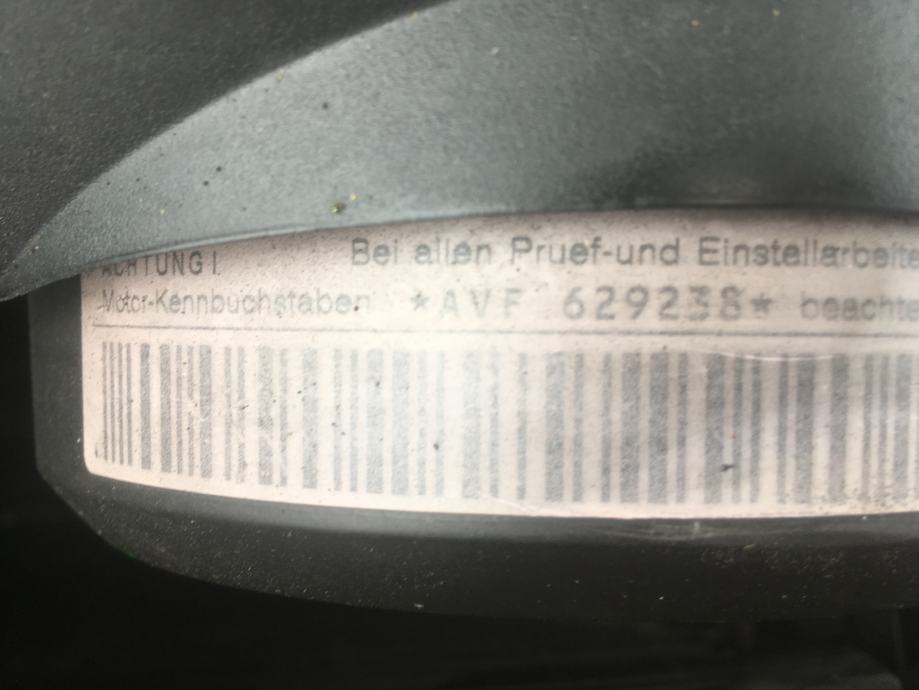 ACHTUNG! Bei allen Pruef-und Einstellarbeite
Motor-Kennbuchstaben *AVF 629238* beachte